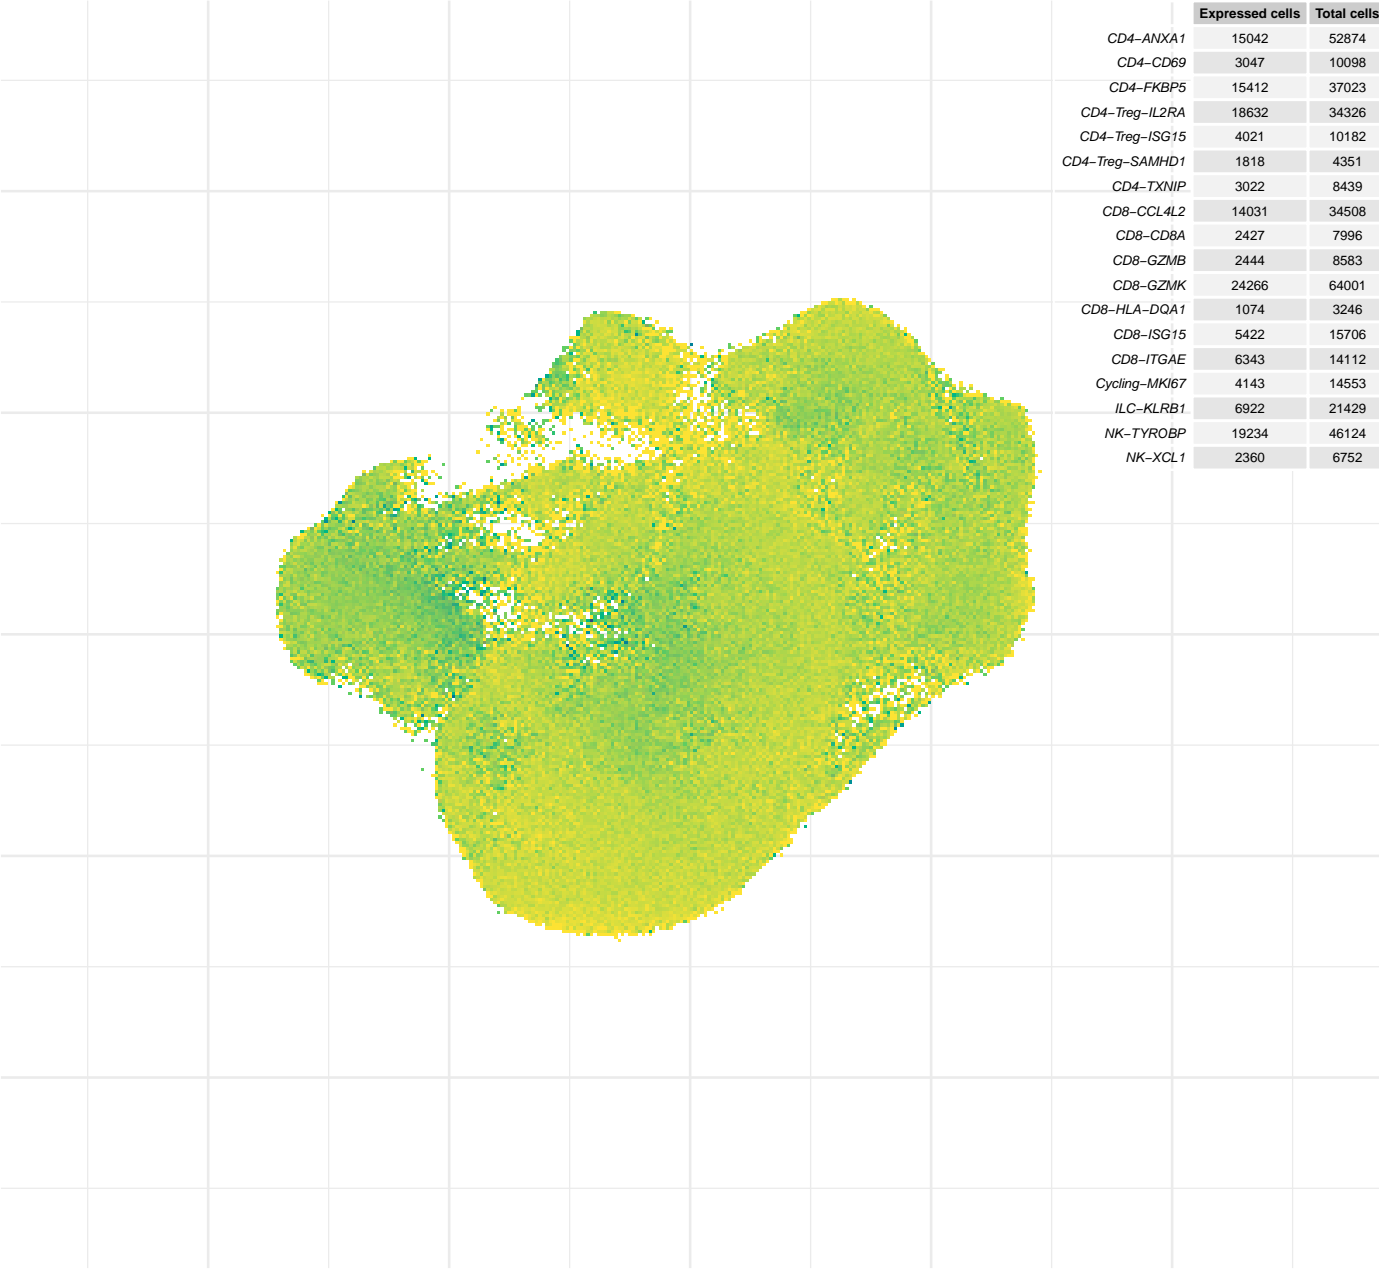 Expressed cells Total cells
CD4−ANXA1 15042 52874
CD4−CD69 3047 10098
CD4−FKBP5 15412 37023
CD4−Treg−IL2RA 18632 34326
CD4−Treg−ISG15 4021 10182
CD4−Treg−SAMHD1 1818 4351
CD4−TXNIP 3022 8439
CD8−CCL4L2 14031 34508
CD8−CD8A 2427 7996
CD8−GZMB 2444 8583
CD8−GZMK 24266 64001
CD8−HLA−DQA1 1074 3246
CD8−ISG15 5422 15706
CD8−ITGAE 6343 14112
Cycling−MKI67 4143 14553
ILC−KLRB1 6922 21429
NK−TYROBP 19234 46124
NK−XCL1 2360 6752